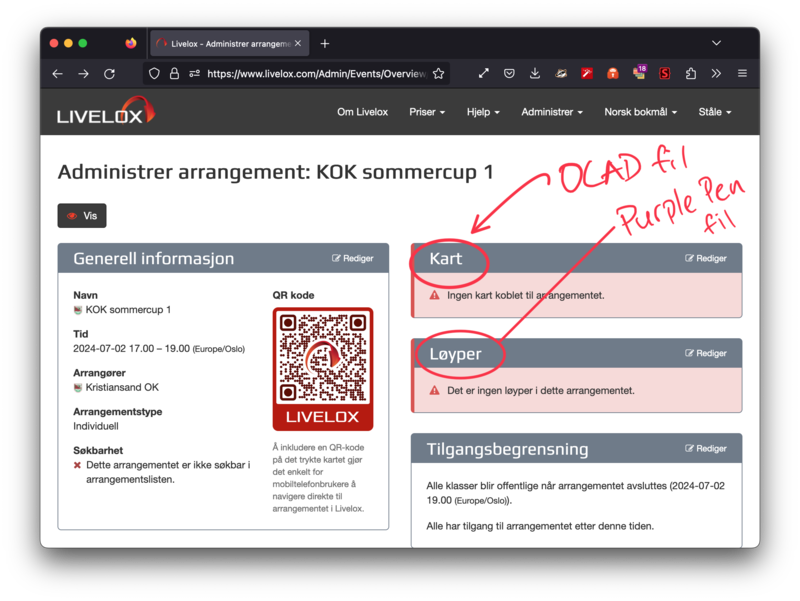 Livelox - Administrer arrangeme
https://www.livelox.com/Admin/Events/Overview
18
S
LIVELOX
Om Livelox Priser Hjelp Administrer Norsk bokmål Ståle
Administrer arrangement: KOK sommercup 1
OCAD fil
Purple Pen
fil
Vis
Generell informasjon Rediger
Navn
KOK sommercup 1
Tid
2024-07-02 17.00 – 19.00 (Europe/Oslo)
Arrangører
Kristiansand OK
Arrangementstype
Individuell
Søkbarhet
Dette arrangementet er ikke søkbar i
arrangementslisten.
QR kode
LIVELOX
Å inkludere en QR-kode
på det trykte kartet gjør
det enkelt for
mobiltelefonbrukere å
navigere direkte til
arrangementet i Livelox.
Kart Rediger
Ingen kart koblet til arrangementet.
Løyper Rediger
Det er ingen løyper i dette arrangementet.
Tilgangsbegrensning Rediger
Alle klasser blir offentlige når arrangementet avsluttes (2024-07-02
19.00 (Europe/Oslo)).
Alle har tilgang til arrangementet etter denne tiden.